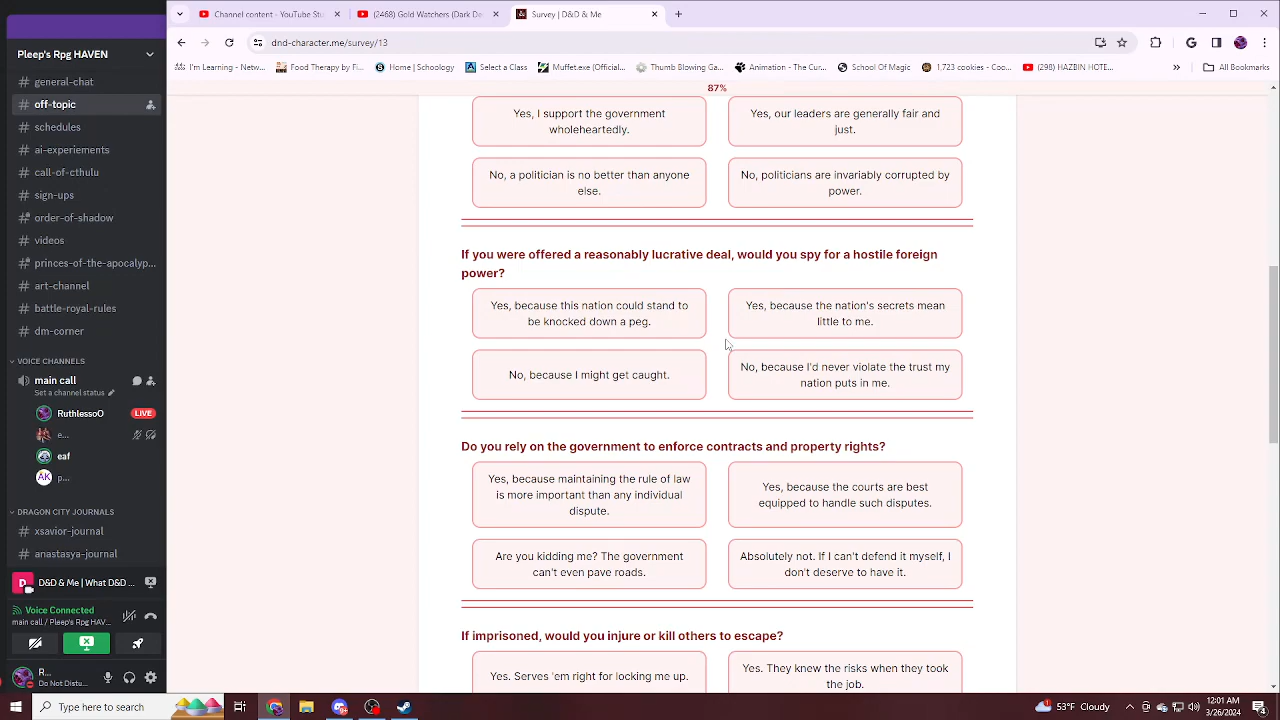 Channel content - YouTube Stu
(2468) Gold Watchers (Dark De
Survey | D&D & Me
dnd-character.me/survey/13
I'm Learning - Netw...
Food Therapy by Fi...
Home | Schoology
Select a Class
Muffet.exe (Official...
Thumb Blowing Ga...
Animation - The Cur...
School Of Magic
1,723 cookies - Coo...
(298) HAZBIN HOTE...
All Bookmarks
87%
Pleep's Rpg HAVEN
general-chat
off-topic
schedules
ai-experiements
call-of-cthulu
sign-ups
order-of-shadow
videos
princes-of-the-apocalyp...
art-channel
battle-royal-rules
dm-corner
VOICE CHANNELS
main call
Set a channel status
RuthlessoO
LIVE
e...
eaf
AK
p...
DRAGON CITY JOURNALS
xsavior-journal
anastasya-journal
D
D&D & Me | What D&D ...
Voice Connected
main call / Pleep's Rpg HAV...
R...
Do Not Distu...
Yes, I support the government
wholeheartedly.
Yes, our leaders are generally fair and
just.
No, a politician is no better than anyone
else.
No, politicians are invariably corrupted by
power.
If you were offered a reasonably lucrative deal, would you spy for a hostile foreign
power?
Yes, because this nation could stand to
be knocked down a peg.
Yes, because the nation's secrets mean
little to me.
No, because I might get caught.
No, because I'd never violate the trust my
nation puts in me.
Do you rely on the government to enforce contracts and property rights?
Yes, because maintaining the rule of law
is more important than any individual
dispute.
Yes, because the courts are best
equipped to handle such disputes.
Are you kidding me? The government
can't even pave roads.
Absolutely not. If I can't defend it myself, I
don't deserve to have it.
If imprisoned, would you injure or kill others to escape?
Yes. Serves 'em right for locking me up.
Yes. They knew the risks when they took
the job.
Type here to search
53°F Cloudy
12:01 AM
3/26/2024